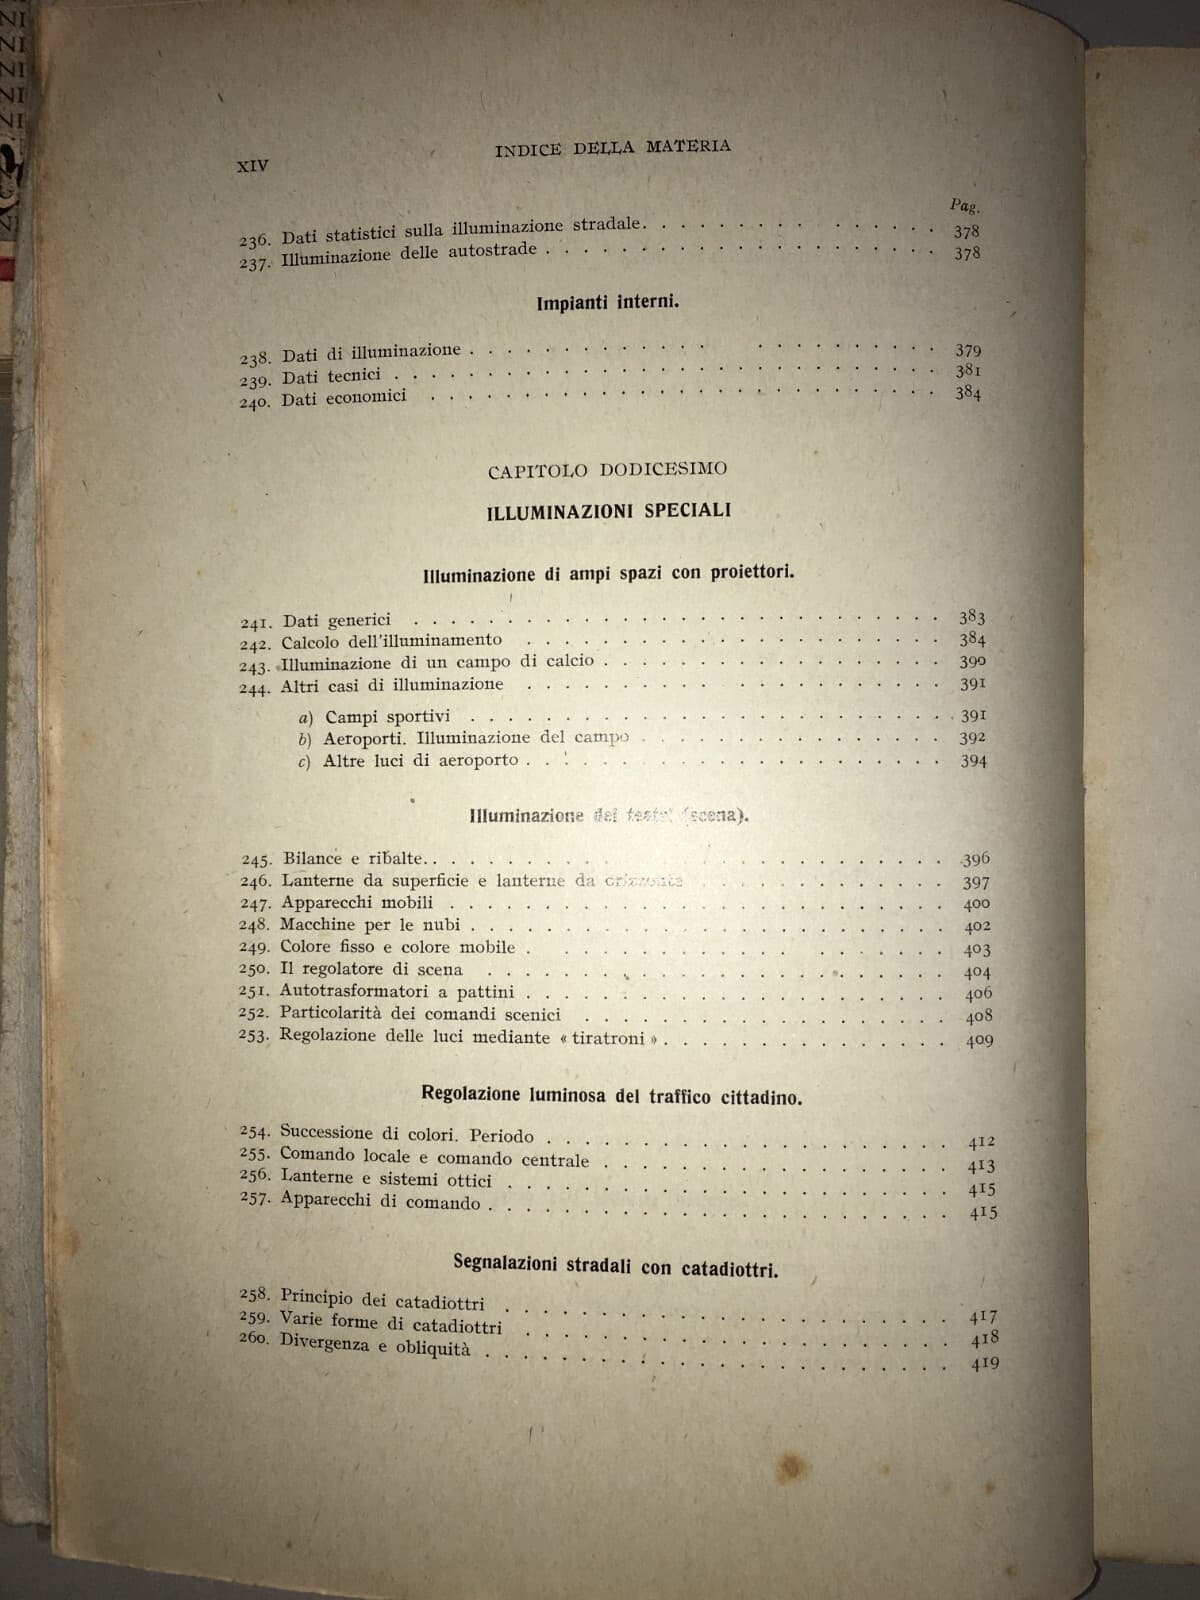 XIV
INDICE DELLA MATERIA
Pag.
236. Dati statistici sulla illuminazione stradale. . . . . . . . . . . . . . . 378
237. Illuminazione delle autostrade . . . . . . . . . . . . . . . . . . . . . 378
Impianti interni.
238. Dati di illuminazione . . . . . . . . . . . . . . . . . . . . . . . . 379
239. Dati tecnici . . . . . . . . . . . . . . . . . . . . . . . . . . . . . 381
240. Dati economici . . . . . . . . . . . . . . . . . . . . . . . . . . . 384
CAPITOLO DODICESIMO
ILLUMINAZIONI SPECIALI
Illuminazione di ampi spazi con proiettori.
241. Dati generici . . . . . . . . . . . . . . . . . . . . . . . . . . . . 383
242. Calcolo dell'illuminamento . . . . . . . . . . . . . . . . . . . . . . 384
243. Illuminazione di un campo di calcio . . . . . . . . . . . . . . . . . . 390
244. Altri casi di illuminazione . . . . . . . . . . . . . . . . . . . . . . 391
a) Campi sportivi . . . . . . . . . . . . . . . . . . . . . . . . . . 391
b) Aeroporti. Illuminazione del campo . . . . . . . . . . . . . . . . 392
c) Altre luci di aeroporto . . . . . . . . . . . . . . . . . . . . . . 394
Illuminazione dei teatri (scena).
245. Bilance e ribalte. . . . . . . . . . . . . . . . . . . . . . . . . . . 396
246. Lanterne da superficie e lanterne da orizzonte . . . . . . . . . . . . . 397
247. Apparecchi mobili . . . . . . . . . . . . . . . . . . . . . . . . . . 400
248. Macchine per le nubi . . . . . . . . . . . . . . . . . . . . . . . . . 402
249. Colore fisso e colore mobile . . . . . . . . . . . . . . . . . . . . . 403
250. Il regolatore di scena . . . . . . . . . . . . . . . . . . . . . . . . 404
251. Autotrasformatori a pattini . . . . . . . . . . . . . . . . . . . . . . 406
252. Particolarità dei comandi scenici . . . . . . . . . . . . . . . . . . . 408
253. Regolazione delle luci mediante « tiratroni » . . . . . . . . . . . . . . . 409
Regolazione luminosa del traffico cittadino.
254. Successione di colori. Periodo . . . . . . . . . . . . . . . . . . . . . 412
255. Comando locale e comando centrale . . . . . . . . . . . . . . . . . . 413
256. Lanterne e sistemi ottici . . . . . . . . . . . . . . . . . . . . . . . 415
257. Apparecchi di comando . . . . . . . . . . . . . . . . . . . . . . . . 415
Segnalazioni stradali con catadiottri.
258. Principio dei catadiottri . . . . . . . . . . . . . . . . . . . . . . . 417
259. Varie forme di catadiottri . . . . . . . . . . . . . . . . . . . . . . 418
260. Divergenza e obliquità . . . . . . . . . . . . . . . . . . . . . . . . 419